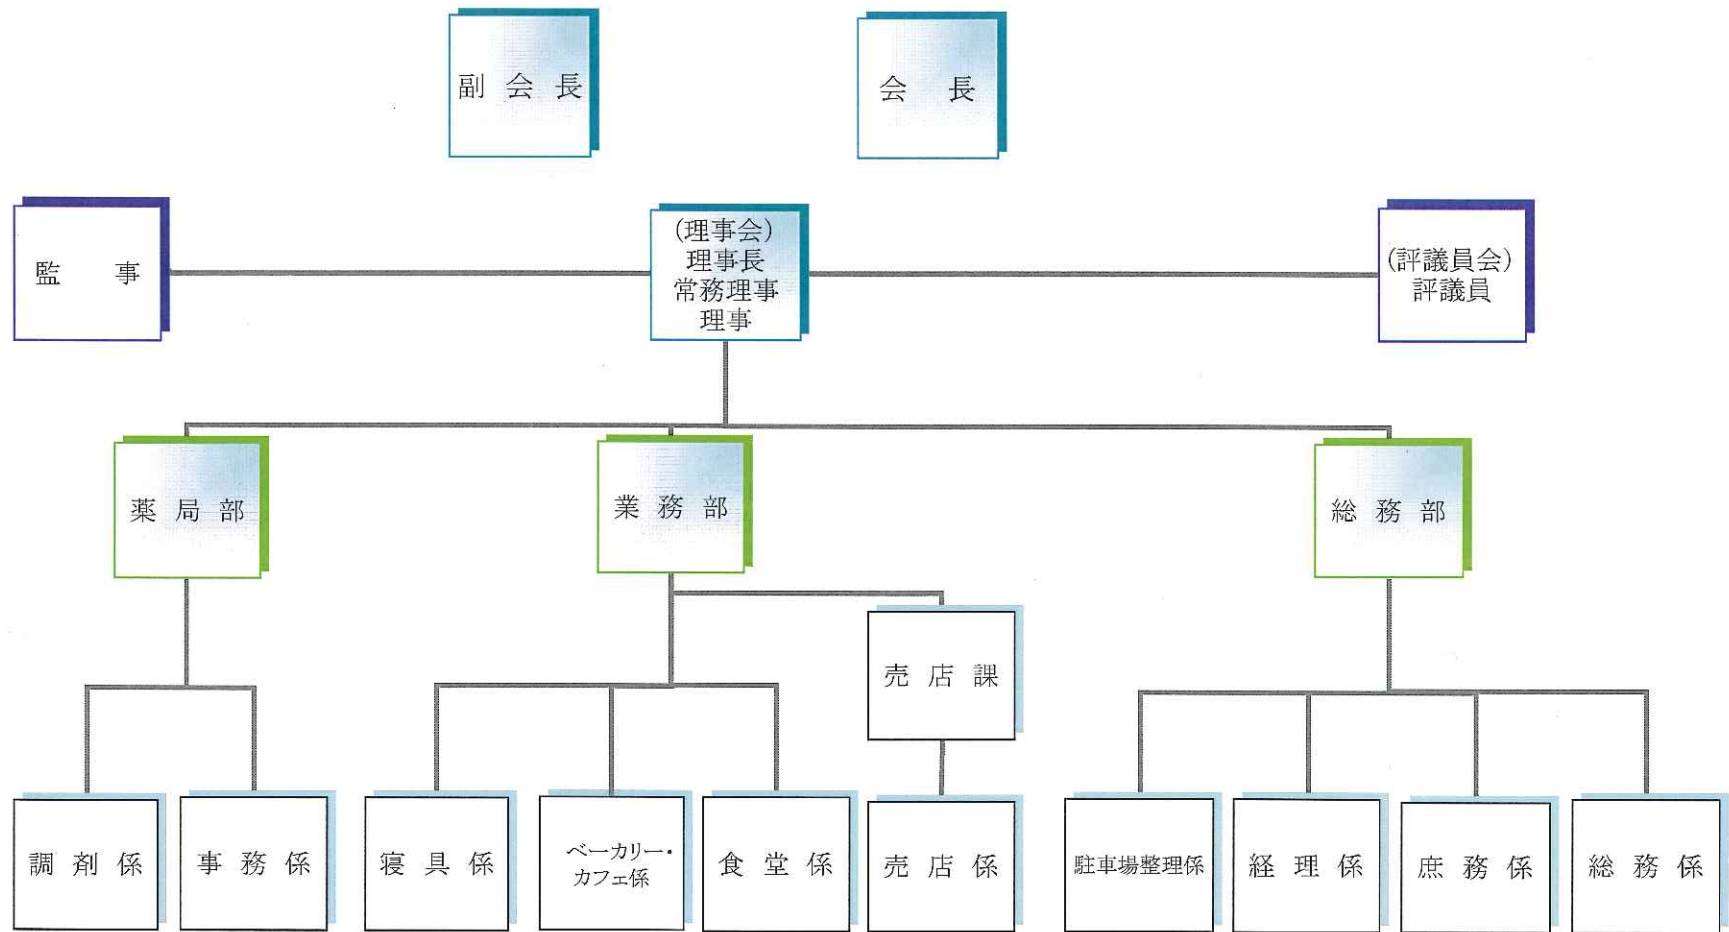 副会長
会長
監事
(理事会)
理事長
常務理事
理事
(評議員会)
評議員
薬局部
業務部
総務部
売店課
調剤係
事務係
寝具係
ベーカリー・
カフェ係
食堂係
売店係
駐車場整理係
経理係
庶務係
総務係